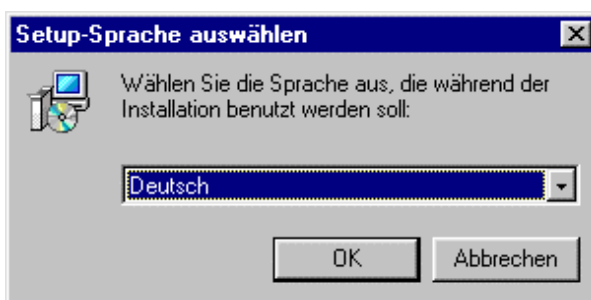 Setup-Sprache auswählen
Wählen Sie die Sprache aus, die während der
Installation benutzt werden soll:
Deutsch
OK
Abbrechen